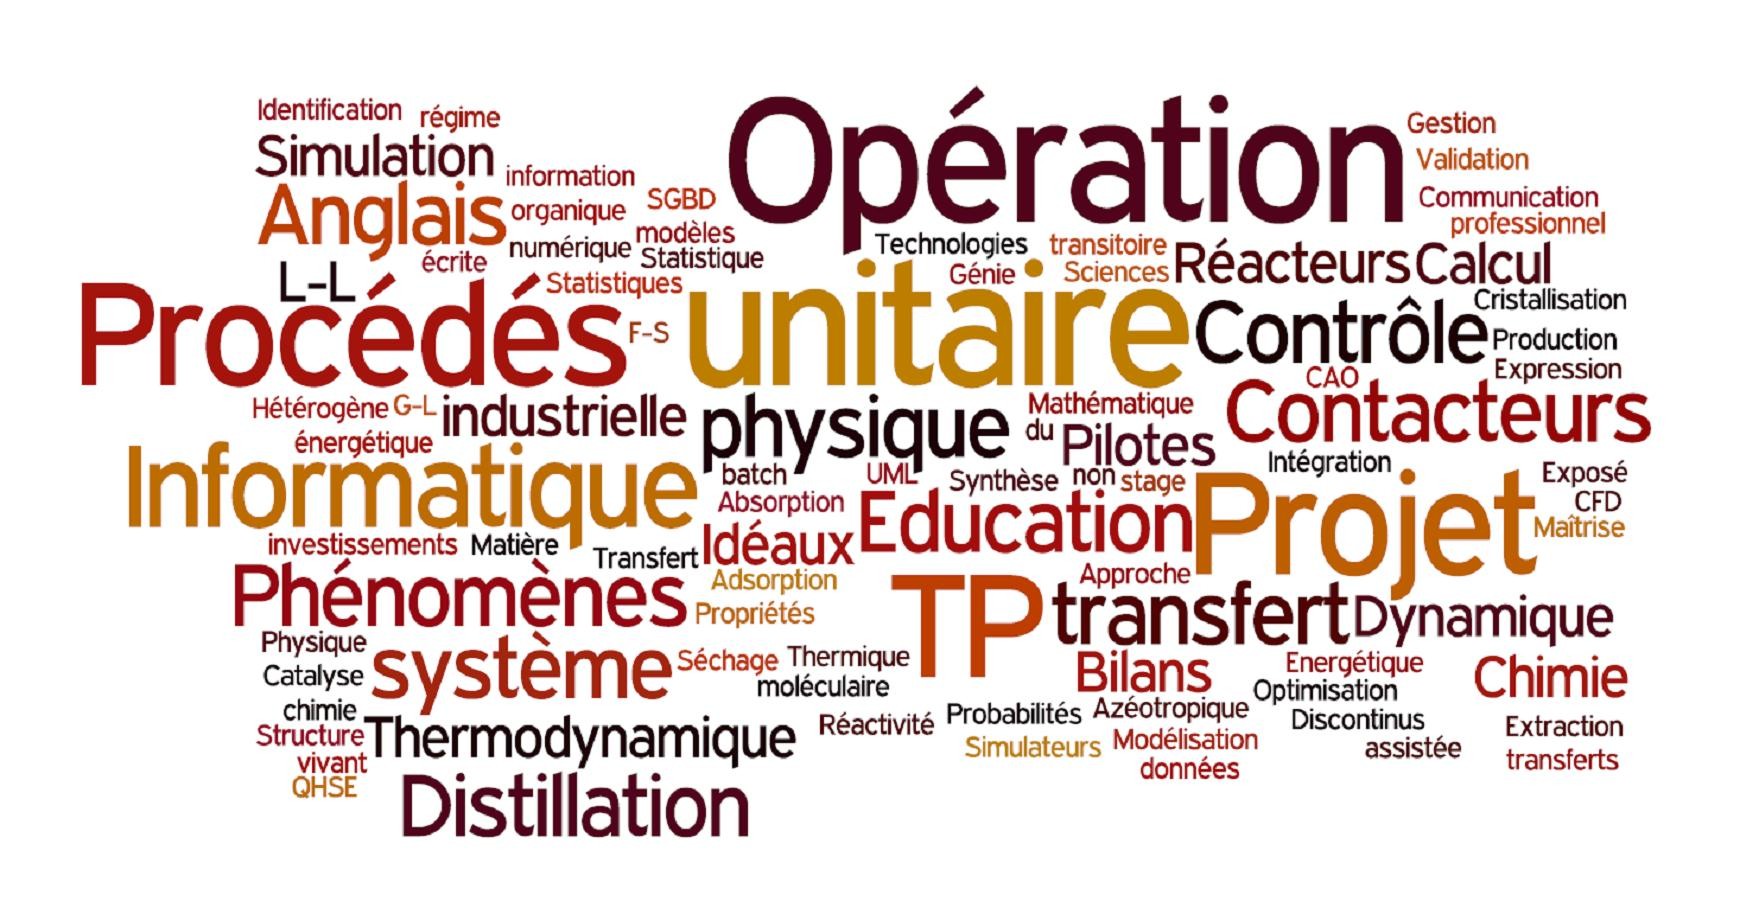 Identification
régime
Simulation
information
Anglais
organique
SGBD
numérique
modèles
Statistique
écrite
L-L
Statistiques
Opération
Gestion
Validation
Communication
professionnel
Technologies
transitoire
Génie
Sciences
Réacteurs
Calcul
Procédés
F-S
unitaire
Contrôle
Cristallisation
Production
Expression
CAO
Hétérogène
G-L
industrielle
énergétique
physique
Mathématique
du
Pilotes
Contacteurs
Intégration
Informatique
batch
UML
Synthèse
non
stage
Absorption
Education
Projet
Exposé
CFD
Maîtrise
investissements
Matière
Transfert
Idéaux
Adsorption
Approche
Phénomènes
Propriétés
TP
transfert
Dynamique
Physique
Catalyse
système
Séchage
Thermique
moléculaire
Bilans
Energétique
Optimisation
Chimie
chimie
Structure
vivant
QHSE
Thermodynamique
Réactivité
Probabilités
Azéotropique
Discontinus
Extraction
Simulateurs
Modélisation
assistée
transferts
données
Distillation